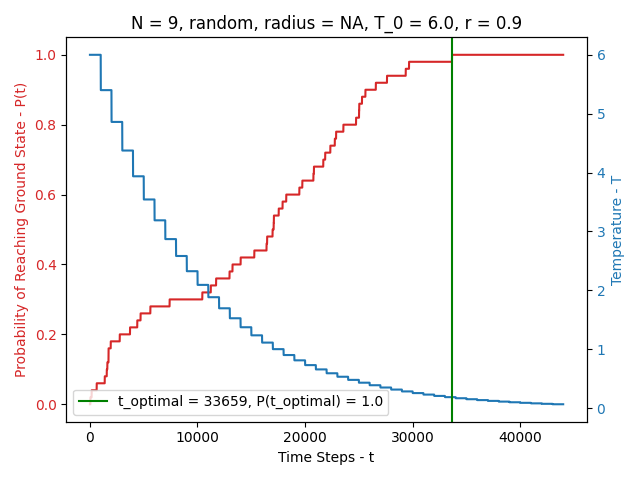 N = 9, random, radius = NA, T_0 = 6.0, r = 0.9
Probability of Reaching Ground State - P(t)
1.0
0.8
0.6
0.4
0.2
0.0
6
5
4
3
2
1
0
Temperature - T
t_optimal = 33659, P(t_optimal) = 1.0
0 10000 20000 30000 40000
Time Steps - t